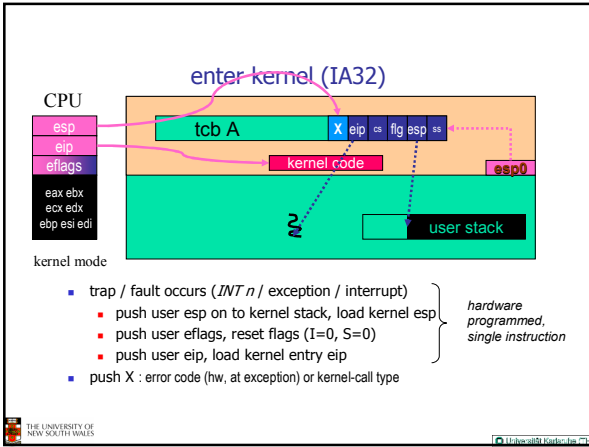 enter kernel (IA32)
CPU
esp
eip
eflags
eax ebx
ecx edx
ebp esi edi
kernel mode
tcb A
X eip cs flg esp ss
kernel code
esp0
user stack
trap / fault occurs (INT n / exception / interrupt)
push user esp on to kernel stack, load kernel esp
push user eflags, reset flags (I=0, S=0)
push user eip, load kernel entry eip
hardware
programmed,
single instruction
push X : error code (hw, at exception) or kernel-call type
THE UNIVERSITY OF
NEW SOUTH WALES
Universität Karlsruhe